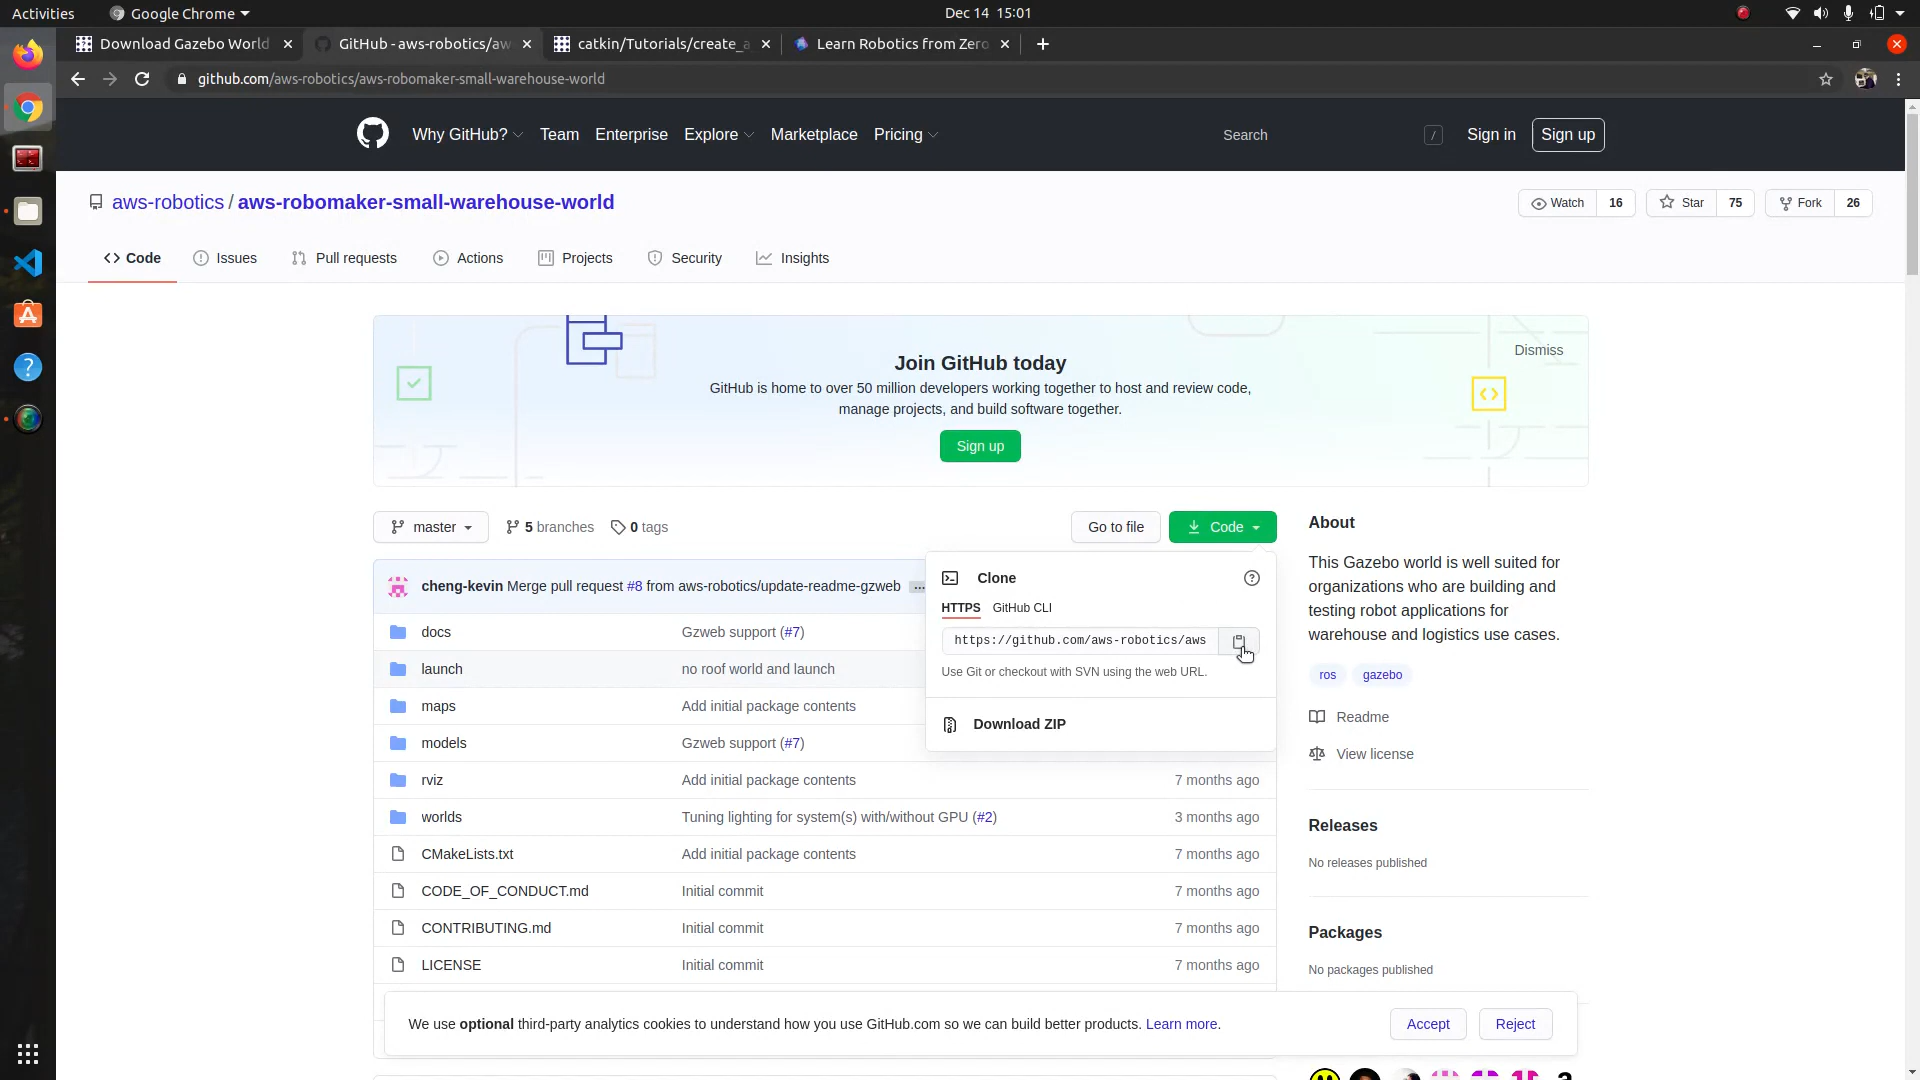 Activities
Google Chrome
Dec 14 15:01
Download Gazebo World
GitHub - aws-robotics/aw
catkin/Tutorials/create_a
Learn Robotics from Zero
github.com/aws-robotics/aws-robomaker-small-warehouse-world
Why GitHub?
Team
Enterprise
Explore
Marketplace
Pricing
Search
/
Sign in
Sign up
aws-robotics / aws-robomaker-small-warehouse-world
Watch 16
Star 75
Fork 26
Code
Issues
Pull requests
Actions
Projects
Security
Insights
Join GitHub today
Dismiss
GitHub is home to over 50 million developers working together to host and review code,
manage projects, and build software together.
Sign up
master
5 branches
0 tags
Go to file
Code
cheng-kevin Merge pull request #8 from aws-robotics/update-readme-gzweb ...
docs Gzweb support (#7)
launch no roof world and launch
maps Add initial package contents
models Gzweb support (#7)
rviz Add initial package contents 7 months ago
worlds Tuning lighting for system(s) with/without GPU (#2) 3 months ago
CMakeLists.txt Add initial package contents 7 months ago
CODE_OF_CONDUCT.md Initial commit 7 months ago
CONTRIBUTING.md Initial commit 7 months ago
LICENSE Initial commit 7 months ago
Clone
HTTPS GitHub CLI
https://github.com/aws-robotics/aws
Use Git or checkout with SVN using the web URL.
Download ZIP
About
This Gazebo world is well suited for
organizations who are building and
testing robot applications for
warehouse and logistics use cases.
ros gazebo
Readme
View license
Releases
No releases published
Packages
No packages published
We use optional third-party analytics cookies to understand how you use GitHub.com so we can build better products. Learn more.
Accept
Reject